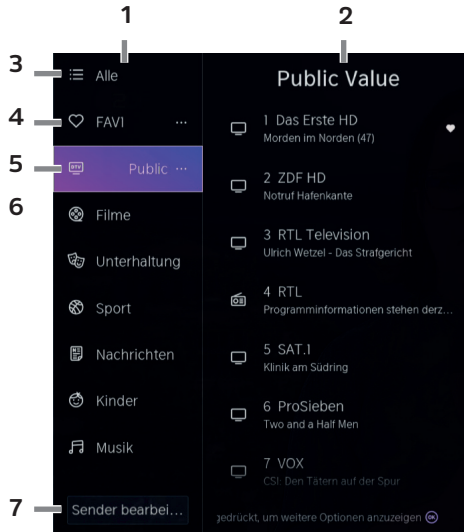 1
2
3
Alle
Public Value
4
FAV1
...
5
DTV
Public ...
6
Filme
Unterhaltung
Sport
Nachrichten
Kinder
Musik
7
Sender bearbei...
1 Das Erste HD
Morden im Norden (47)
2 ZDF HD
Notruf Hafenkante
3 RTL Television
Ulrich Wetzel - Das Strafgericht
4 RTL
Programminformationen stehen derz...
5 SAT.1
Klinik am Südring
6 ProSieben
Two and a Half Men
7 VOX
CSI: Den Tätern auf der Spur
gedrückt, um weitere Optionen anzuzeigen OK